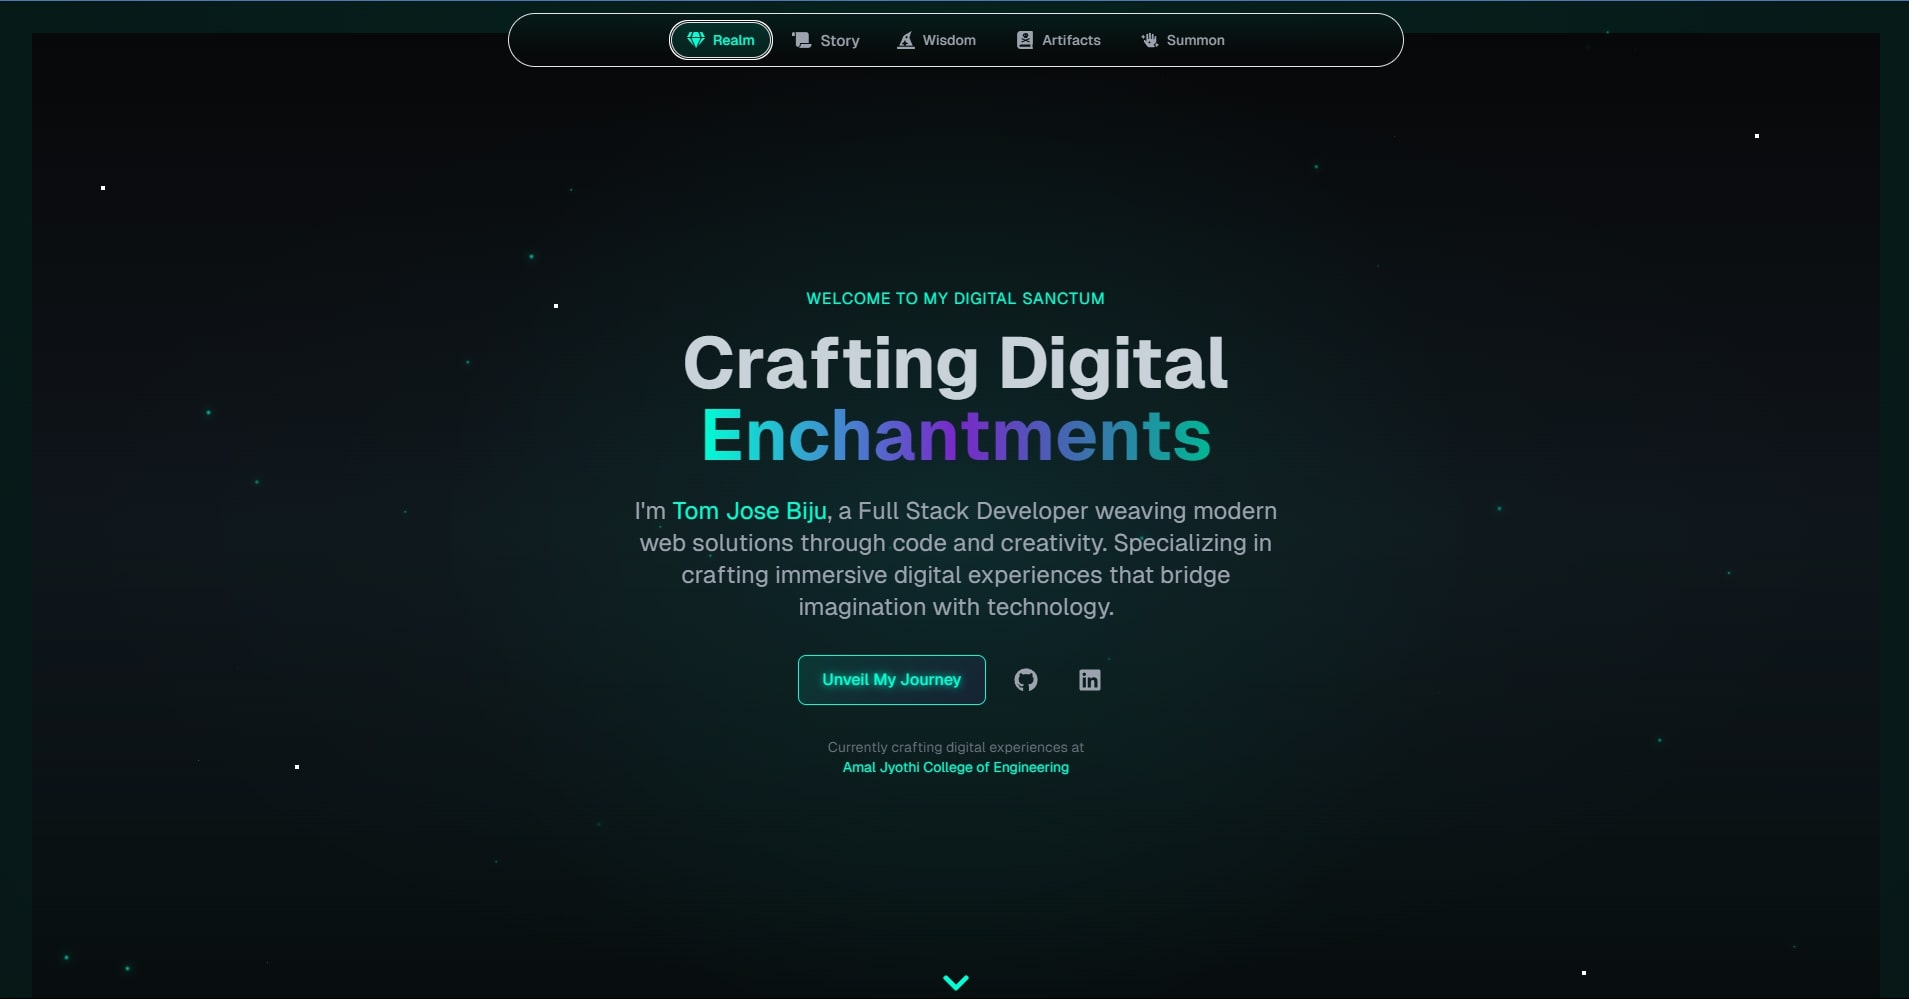 Realm
Story
Wisdom
Artifacts
Summon
WELCOME TO MY DIGITAL SANCTUM
Crafting Digital
Enchantments
I'm Tom Jose Biju, a Full Stack Developer weaving modern
web solutions through code and creativity. Specializing in
crafting immersive digital experiences that bridge
imagination with technology.
Unveil My Journey
Currently crafting digital experiences at
Amal Jyothi College of Engineering